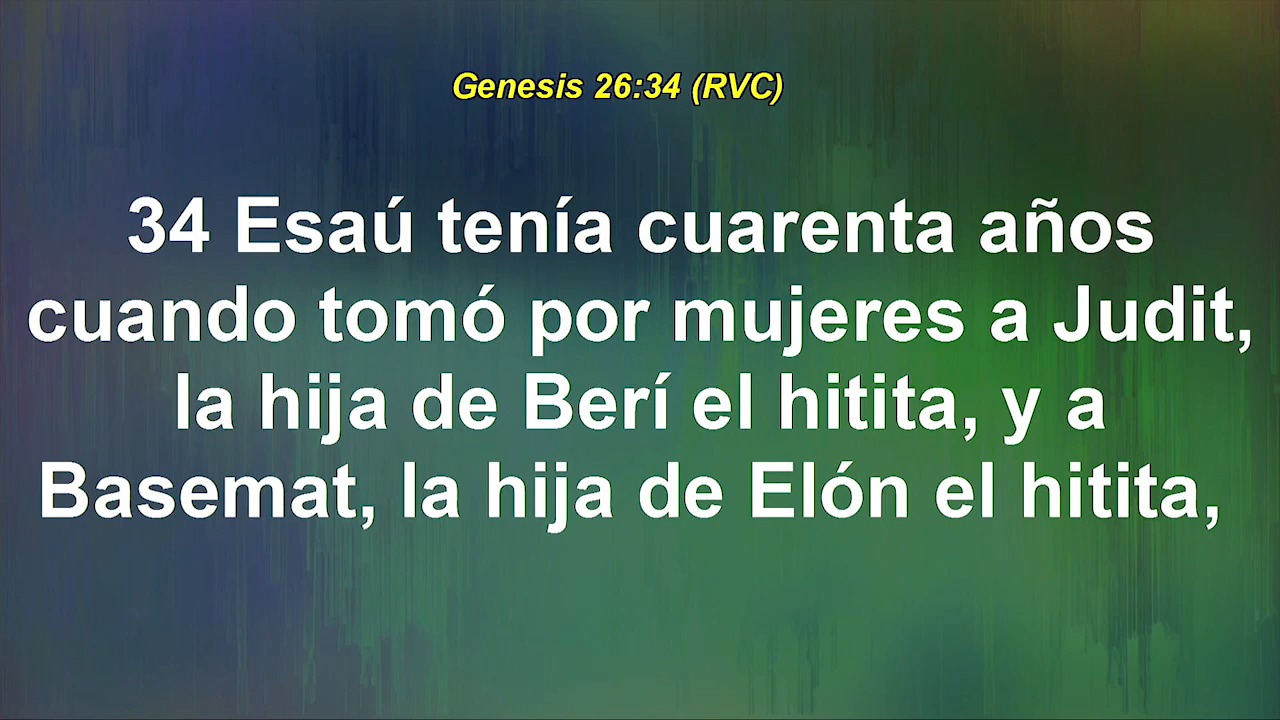 Genesis 26:34 (RVC)
34 Esaú tenía cuarenta años
cuando tomó por mujeres a Judit,
la hija de Berí el hitita, y a
Basemat, la hija de Elón el hitita,